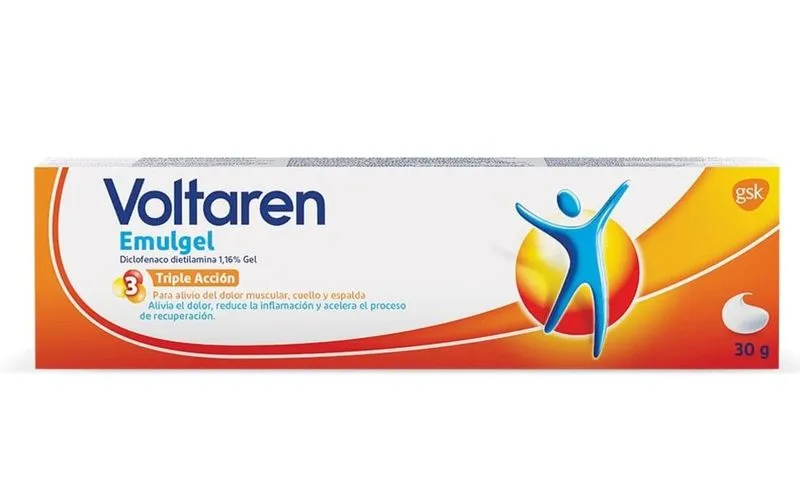 Voltaren
Emulgel
Diclofenaco dietilamina 1,16% Gel
3 Triple Acción
Para alivio del dolor muscular, cuello y espalda
Alivia el dolor, reduce la inflamación y acelera el proceso
de recuperación.
gsk
30 g